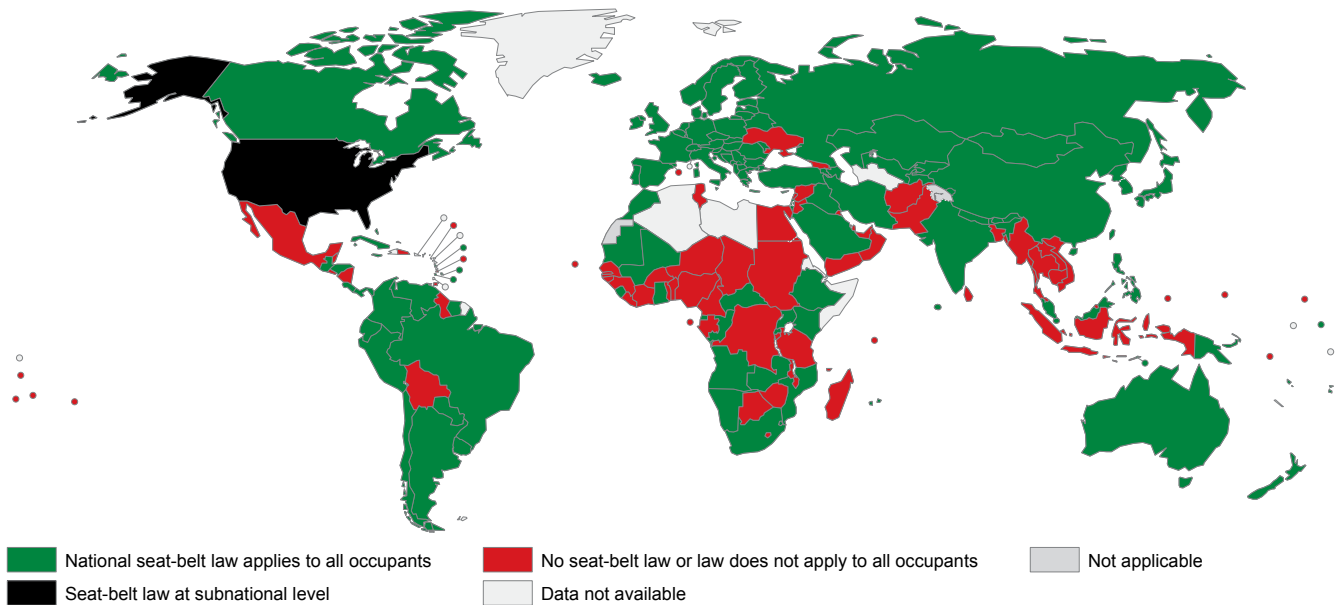 National seat-belt law applies to all occupants
No seat-belt law or law does not apply to all occupants
Not applicable
Seat-belt law at subnational level
Data not available